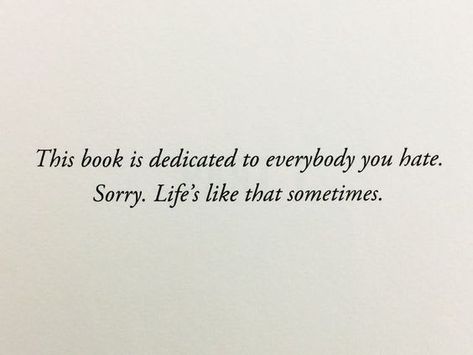 This book is dedicated to everybody you hate.
Sorry. Life’s like that sometimes.